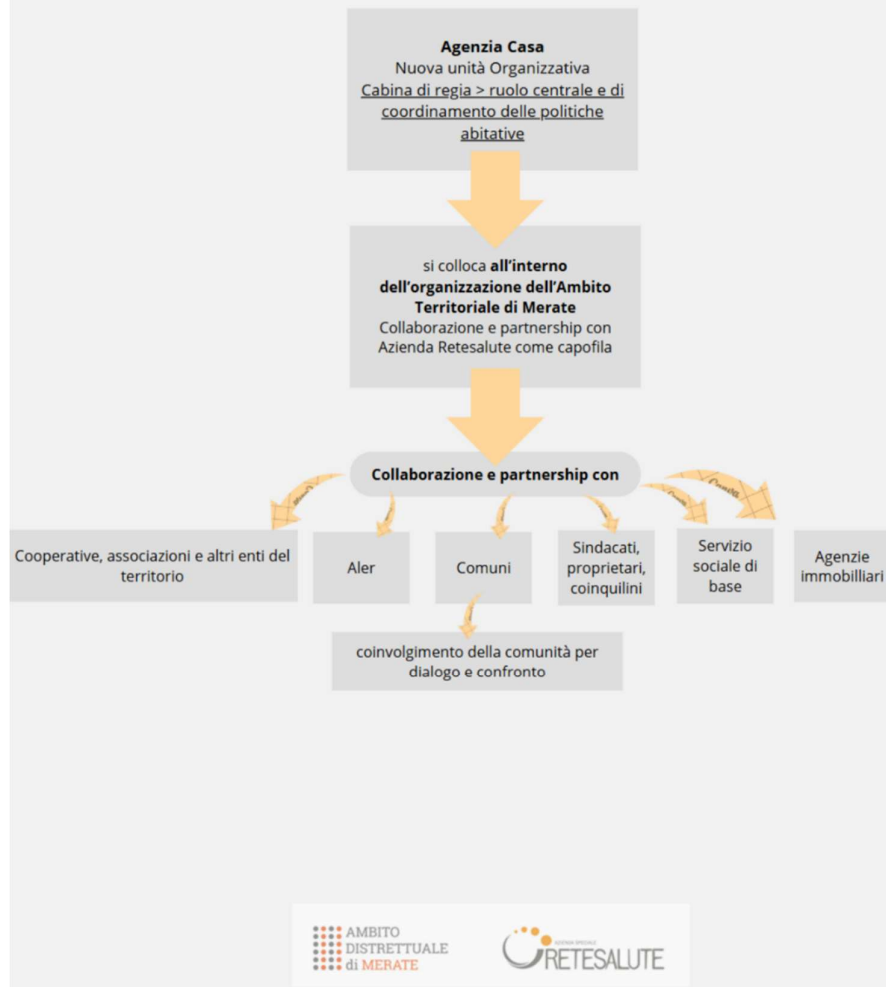 Agenzia Casa
Nuova unità Organizzativa
Cabina di regia > ruolo centrale e di
coordinamento delle politiche
abitative
si colloca all’interno
dell’organizzazione dell’Ambito
Territoriale di Merate
Collaborazione e partnership con
Azienda Retesalute come capofila
Collaborazione e partnership con
Cooperative, associazioni e altri enti del
territorio
Aler
Comuni
Sindacati,
proprietari,
coinquilini
Servizio
sociale di
base
Agenzie
immobilliari
coinvolgimento della comunità per
dialogo e confronto
AMBITO
DISTRETTUALE
di MERATE
AZIENDA SPECIALE
RETESALUTE